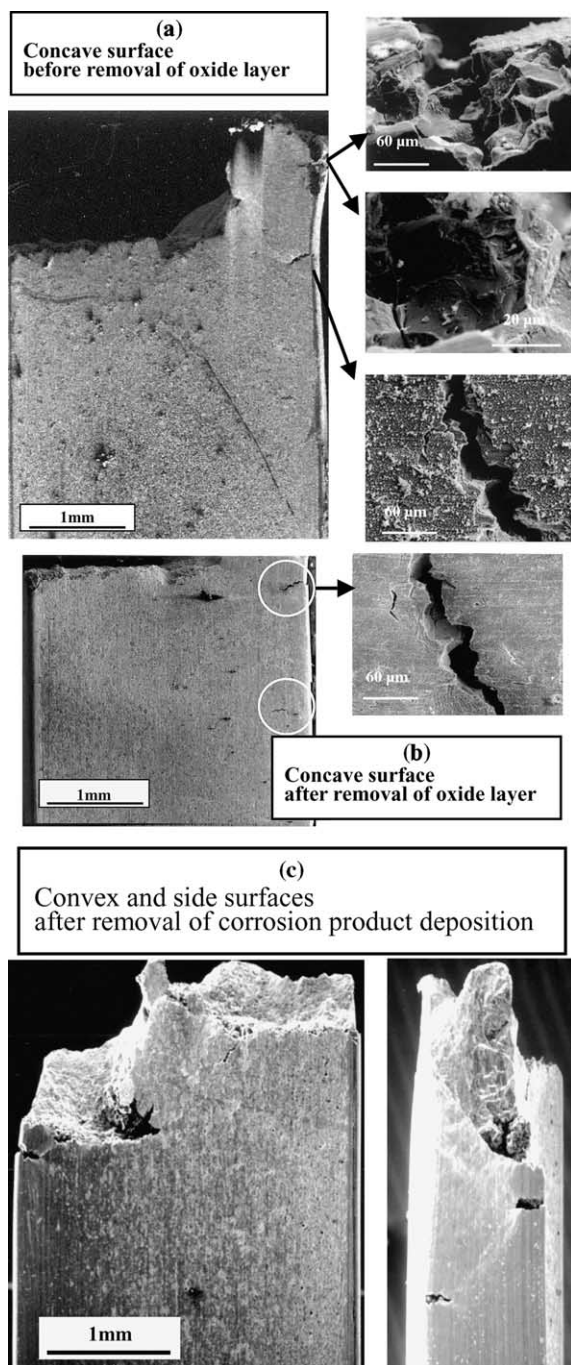 (a)
Concave surface
before removal of oxide layer
60 µm
20 µm
60 µm
1mm
60 µm
1mm
(b)
Concave surface
after removal of oxide layer
(c)
Convex and side surfaces
after removal of corrosion product deposition
1mm